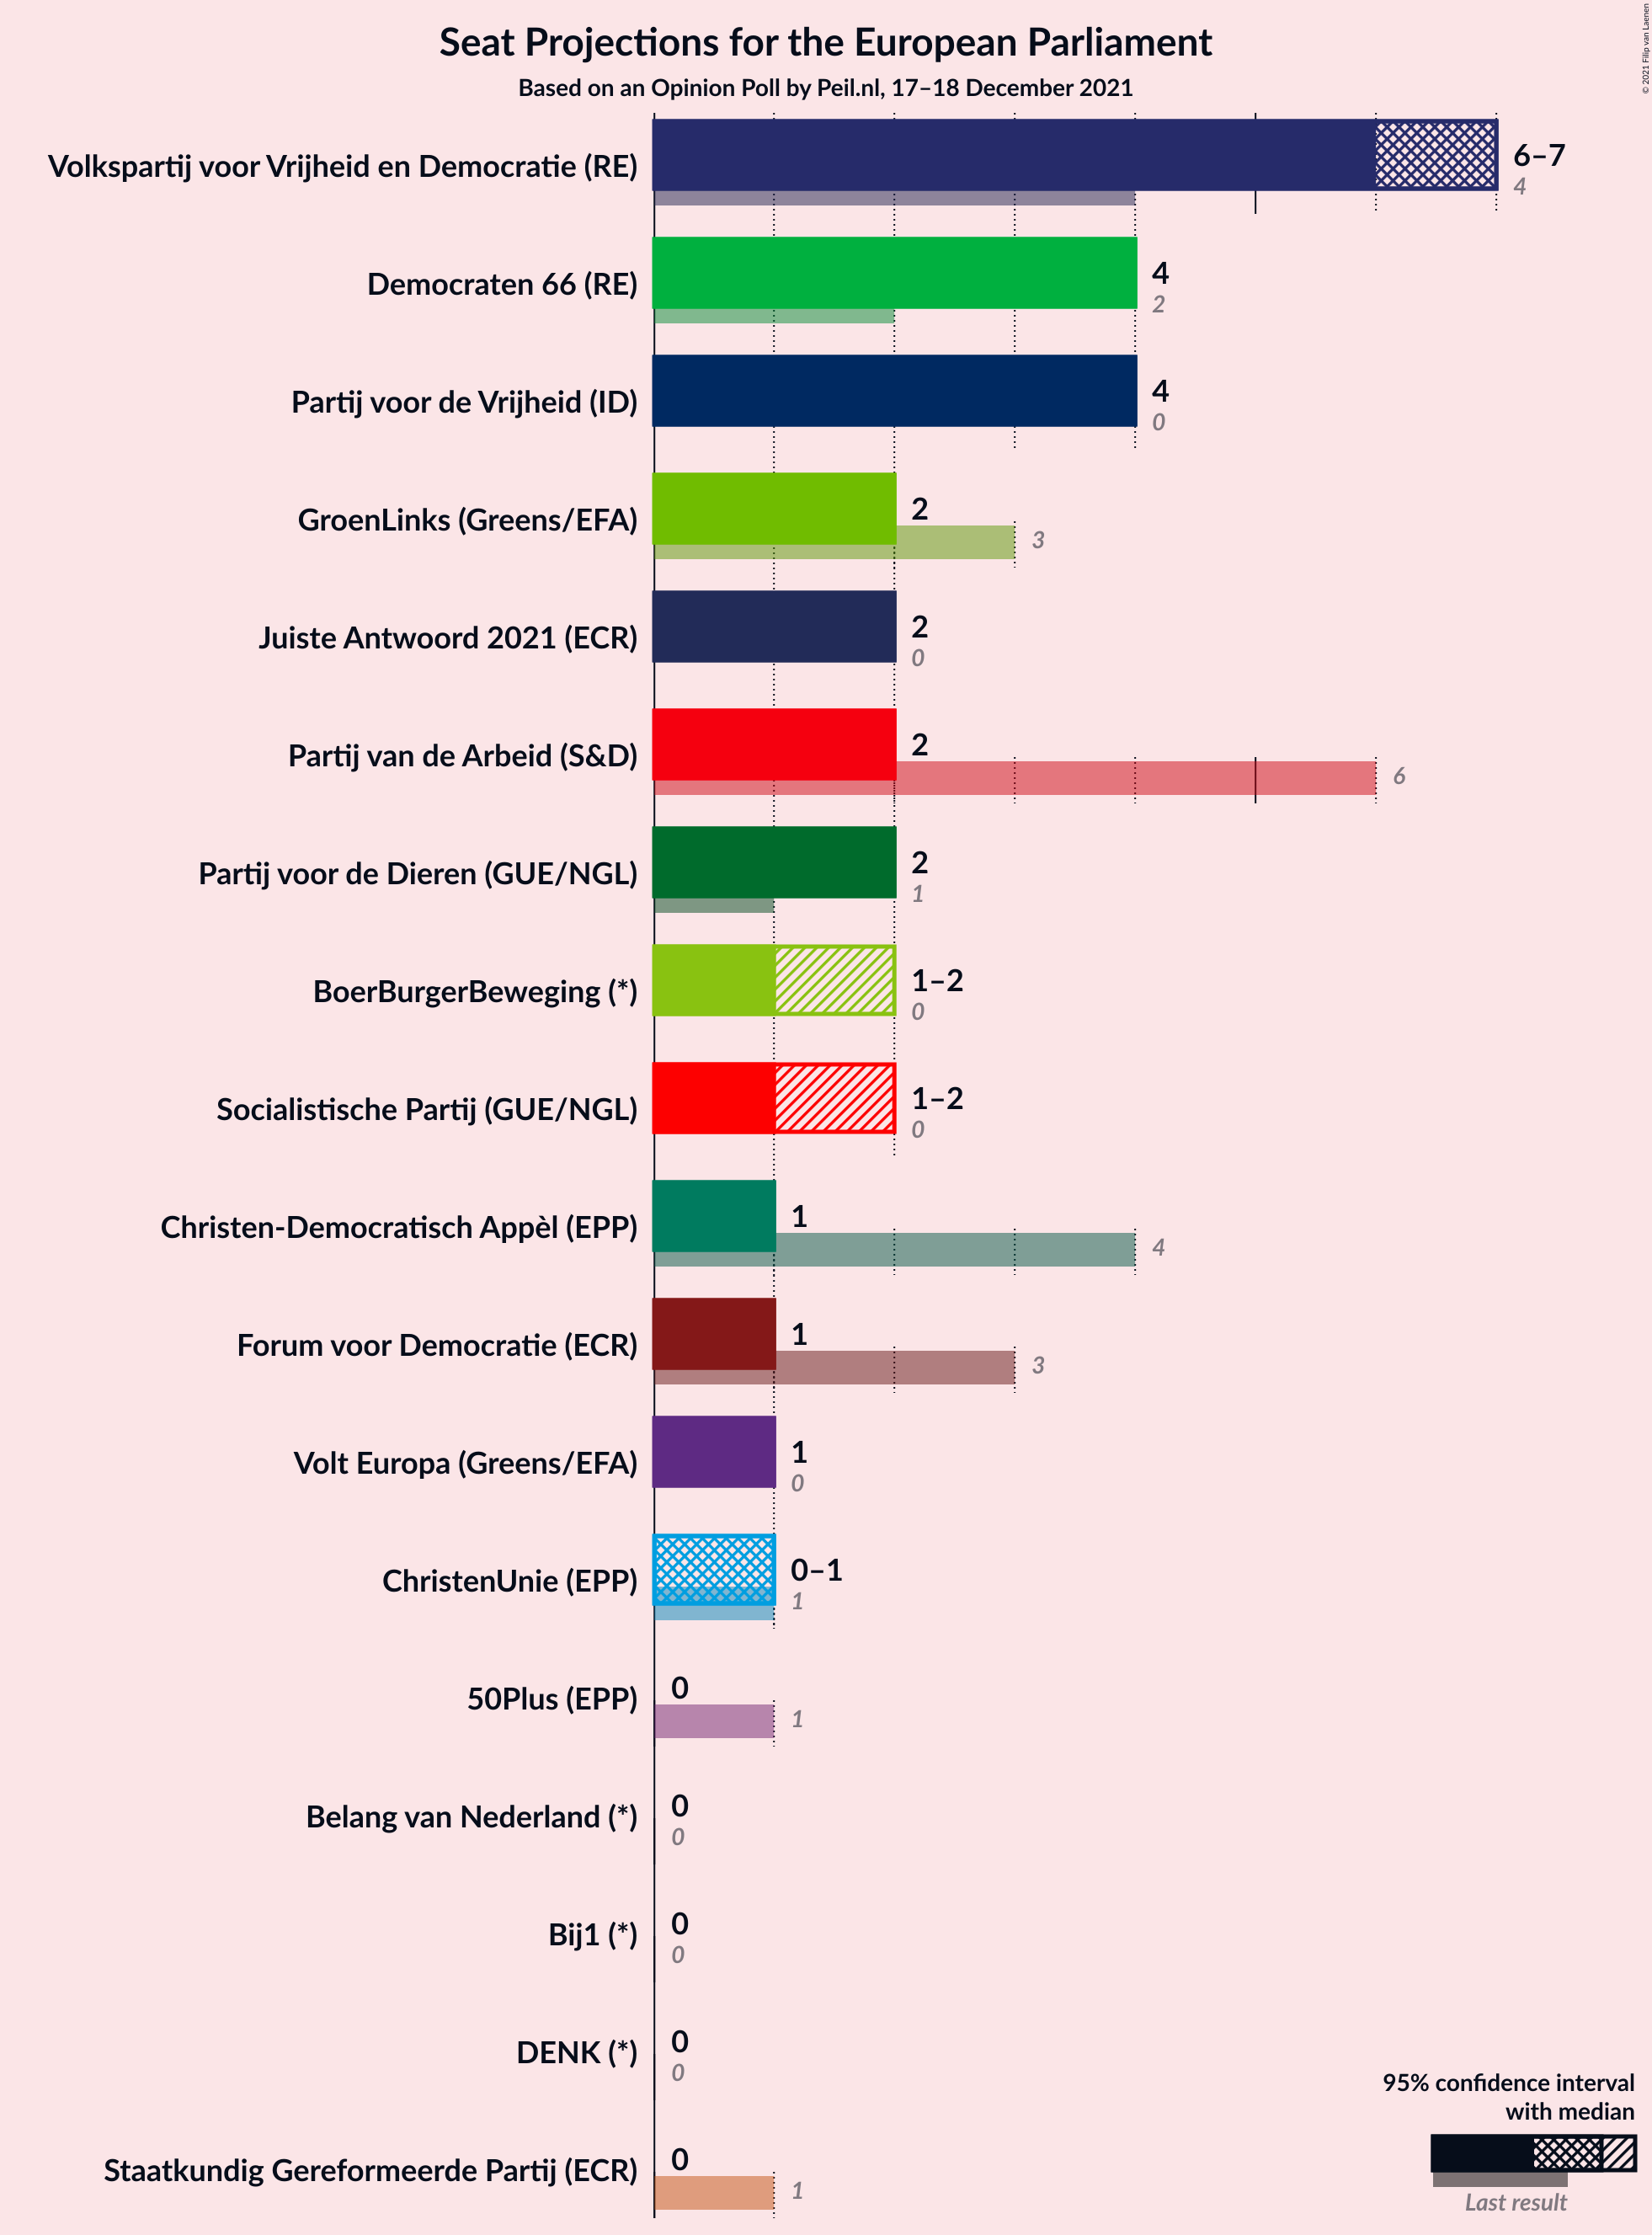 Seat Projections for the European Parliament
Based on an Opinion Poll by Peil.nl, 17–18 December 2021
© 2021 Filip van Laenen
Volkspartij voor Vrijheid en Democratie (RE)
6–7
4
Democraten 66 (RE)
4
2
Partij voor de Vrijheid (ID)
4
0
GroenLinks (Greens/EFA)
2
3
Juiste Antwoord 2021 (ECR)
2
0
Partij van de Arbeid (S&D)
2
6
Partij voor de Dieren (GUE/NGL)
2
1
BoerBurgerBeweging (*)
1–2
0
Socialistische Partij (GUE/NGL)
1–2
0
Christen-Democratisch Appèl (EPP)
1
4
Forum voor Democratie (ECR)
1
3
Volt Europa (Greens/EFA)
1
0
ChristenUnie (EPP)
0–1
1
50Plus (EPP)
0
1
Belang van Nederland (*)
0
0
Bij1 (*)
0
0
DENK (*)
0
0
Staatkundig Gereformeerde Partij (ECR)
0
1
95% confidence interval
with median
Last result